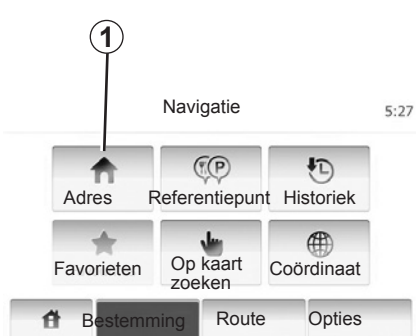 1
Navigatie 5:27
Adres Referentiepunt Historiek
Favorieten Op kaart zoeken Coördinaat
Bestemming Route Opties